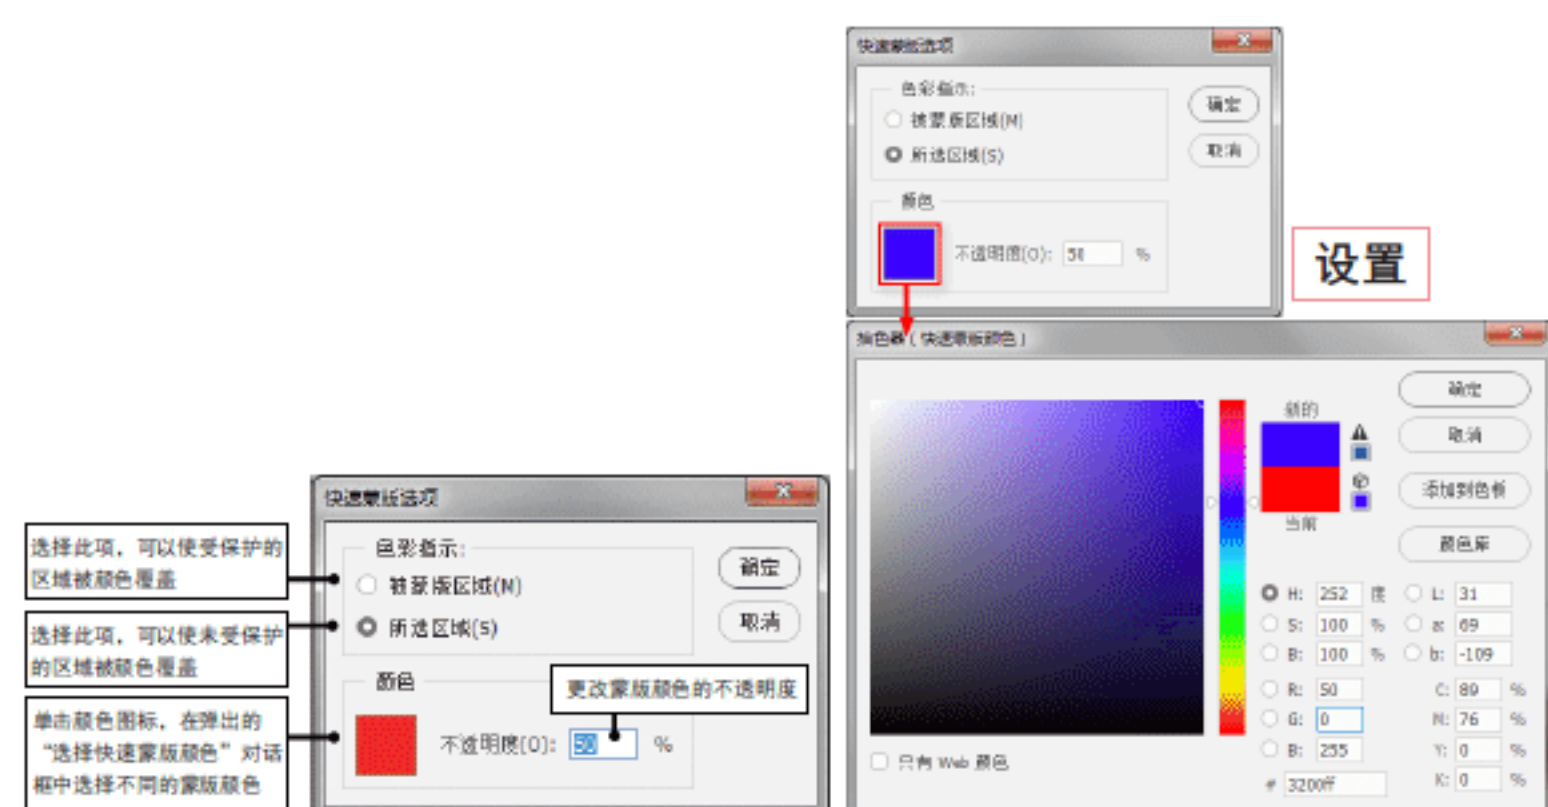 快速蒙版选项
色彩指示:
被蒙版区域(M)
所选区域(S)
确定
取消
颜色
不透明度(O): 50 %
设置
拾色器(快速蒙版颜色)
新的
当前
确定
取消
添加到色板
颜色库
H: 252 度
S: 100 %
B: 100 %
R: 50
G: 0
B: 255
# 3200ff
L: 31
a: 69
b: -109
C: 89 %
M: 76 %
Y: 0 %
K: 0 %
只有 Web 颜色
选择此项，可以使受保护的
区域被颜色覆盖
选择此项，可以使未受保护
的区域被颜色覆盖
单击颜色图标，在弹出的
“选择快速蒙版颜色”对话
框中选择不同的蒙版颜色
快速蒙版选项
色彩指示:
被蒙版区域(M)
所选区域(S)
确定
取消
颜色
更改蒙版颜色的不透明度
不透明度(O): 50 %